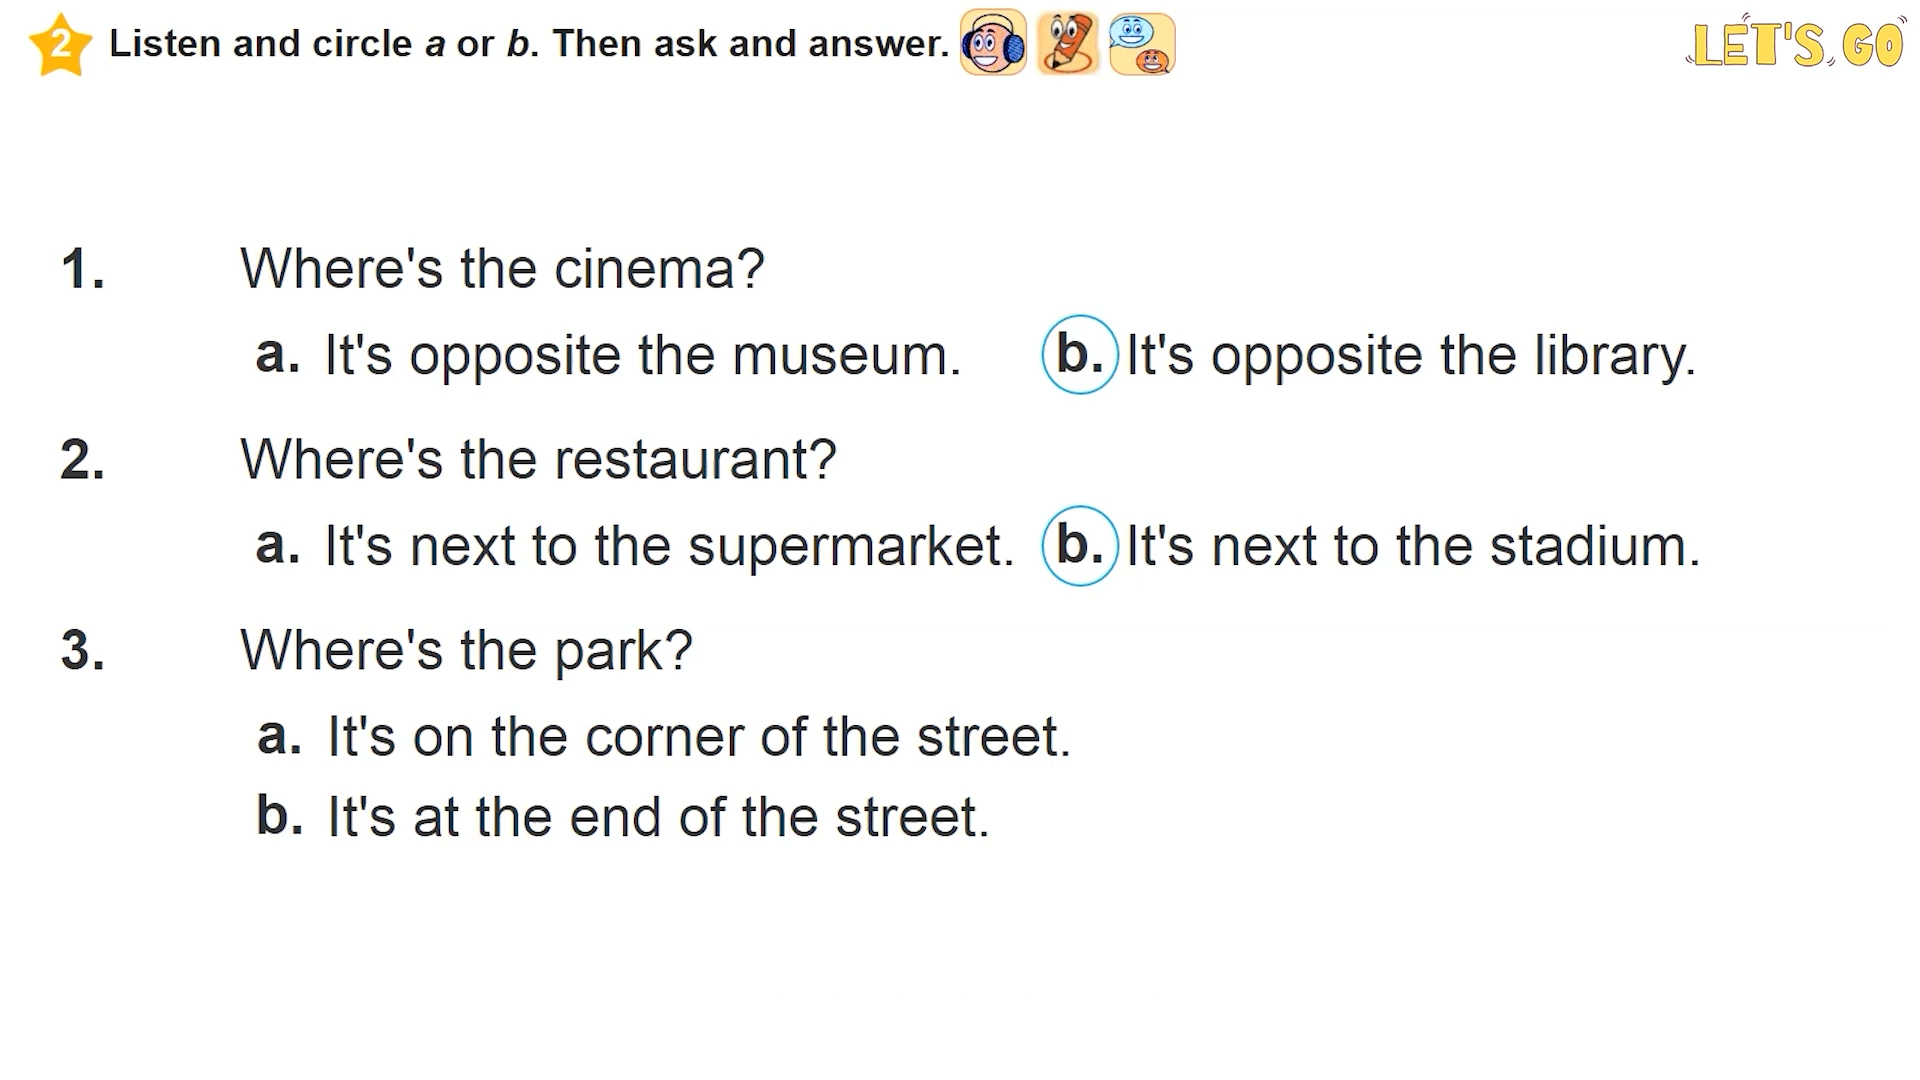 2 Listen and circle a or b. Then ask and answer. LET'S GO
1. Where's the cinema?
a. It's opposite the museum. b. It's opposite the library.
2. Where's the restaurant?
a. It's next to the supermarket. b. It's next to the stadium.
3. Where's the park?
a. It's on the corner of the street.
b. It's at the end of the street.